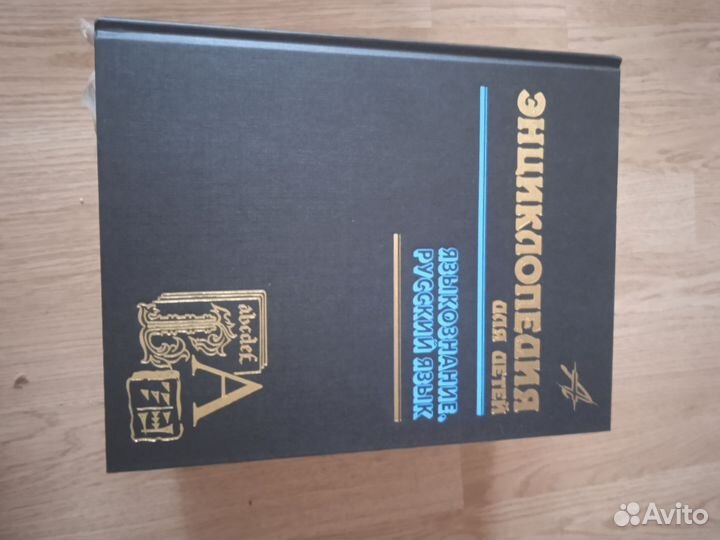 ЭНЦИКЛОПЕДИЯ
ДЛЯ ДЕТЕЙ
ЯЗЫКОЗНАНИЕ,
РУССКИЙ ЯЗЫК
abcdef
А
Avito